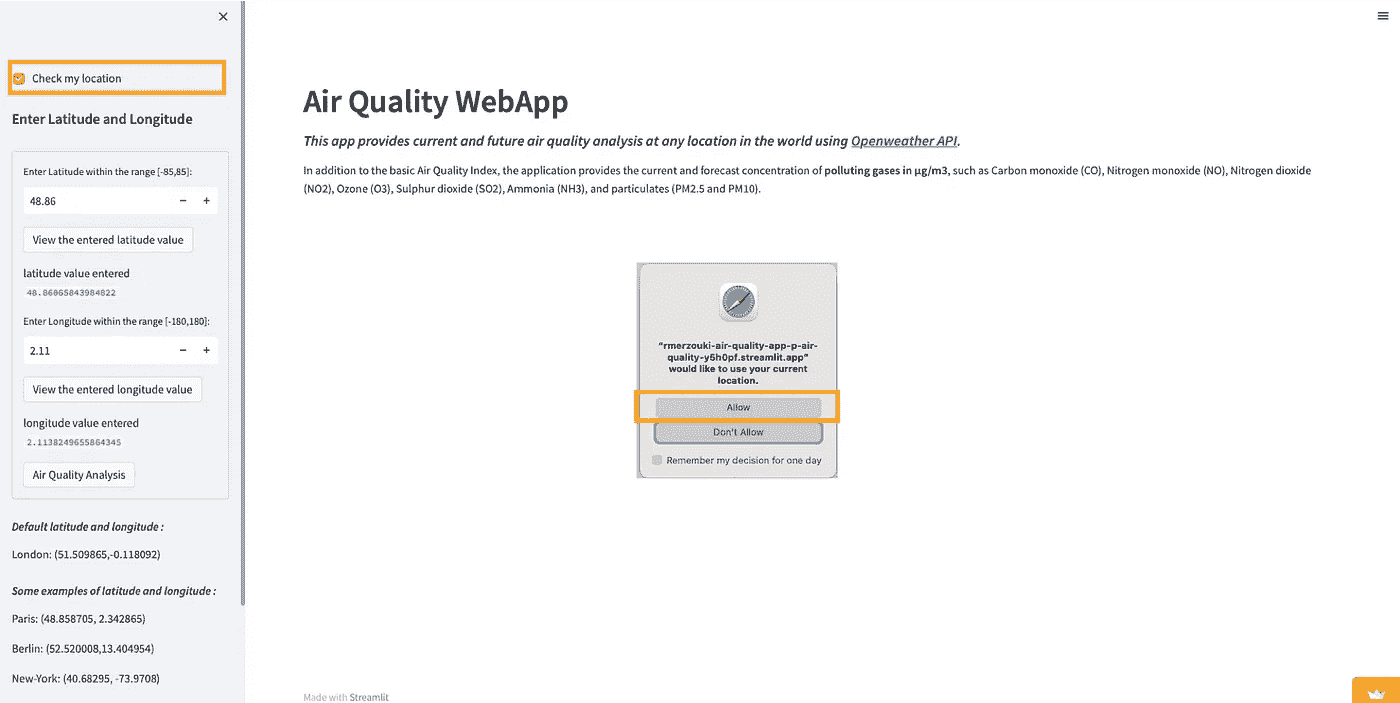 Check my location
Enter Latitude and Longitude
Enter Latitude within the range [-85,85]:
48.86
View the entered latitude value
latitude value entered
48.86065843984822
Enter Longitude within the range [-180,180]:
2.11
View the entered longitude value
longitude value entered
2.1138249655864345
Air Quality Analysis
Default latitude and longitude :
London: (51.509865,-0.118092)
Some examples of latitude and longitude :
Paris: (48.858705, 2.342865)
Berlin: (52.520008,13.404954)
New-York: (40.68295, -73.9708)
Air Quality WebApp
This app provides current and future air quality analysis at any location in the world using Openweather API.
In addition to the basic Air Quality Index, the application provides the current and forecast concentration of polluting gases in µg/m3, such as Carbon monoxide (CO), Nitrogen monoxide (NO), Nitrogen dioxide
(NO2), Ozone (O3), Sulphur dioxide (SO2), Ammonia (NH3), and particulates (PM2.5 and PM10).
“rmerzouki-air-quality-app-p-air-
quality-y6h0pf.streamlit.app”
would like to use your current
location.
Allow
Don't Allow
Remember my decision for one day
Made with Streamlit